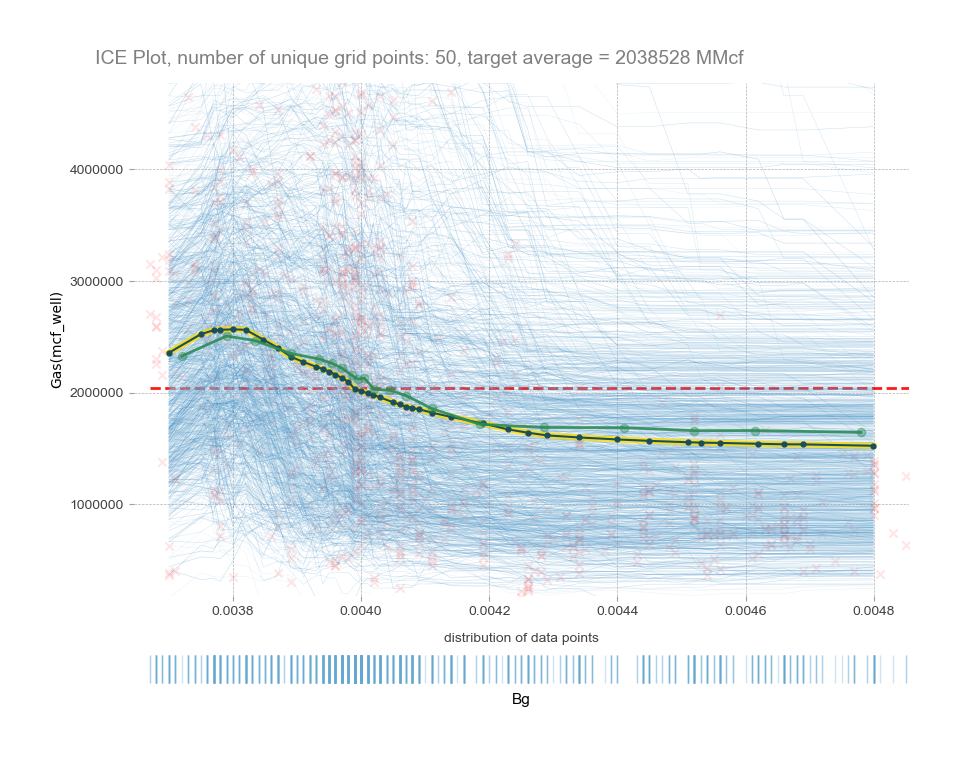 ICE Plot, number of unique grid points: 50, target average = 2038528 MMcf
Gas(mcf_well)
4000000
3000000
2000000
1000000
0.0038 0.0040 0.0042 0.0044 0.0046 0.0048
distribution of data points
Bg